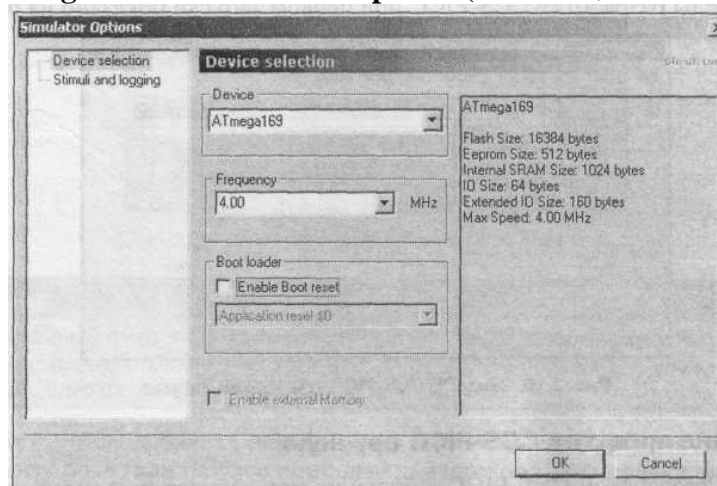 Simulator Options
Device selection
Stimuli and logging
Device selection
Device
ATmega169
Frequency
4.00
MHz
Boot loader
Enable Boot reset
Application reset $0
Enable external Memory
ATmega169
Flash Size: 16384 bytes
Eeprom Size: 512 bytes
Internal SRAM Size: 1024 bytes
IO Size: 64 bytes
Extended IO Size: 160 bytes
Max Speed: 4.00 MHz
OK
Cancel